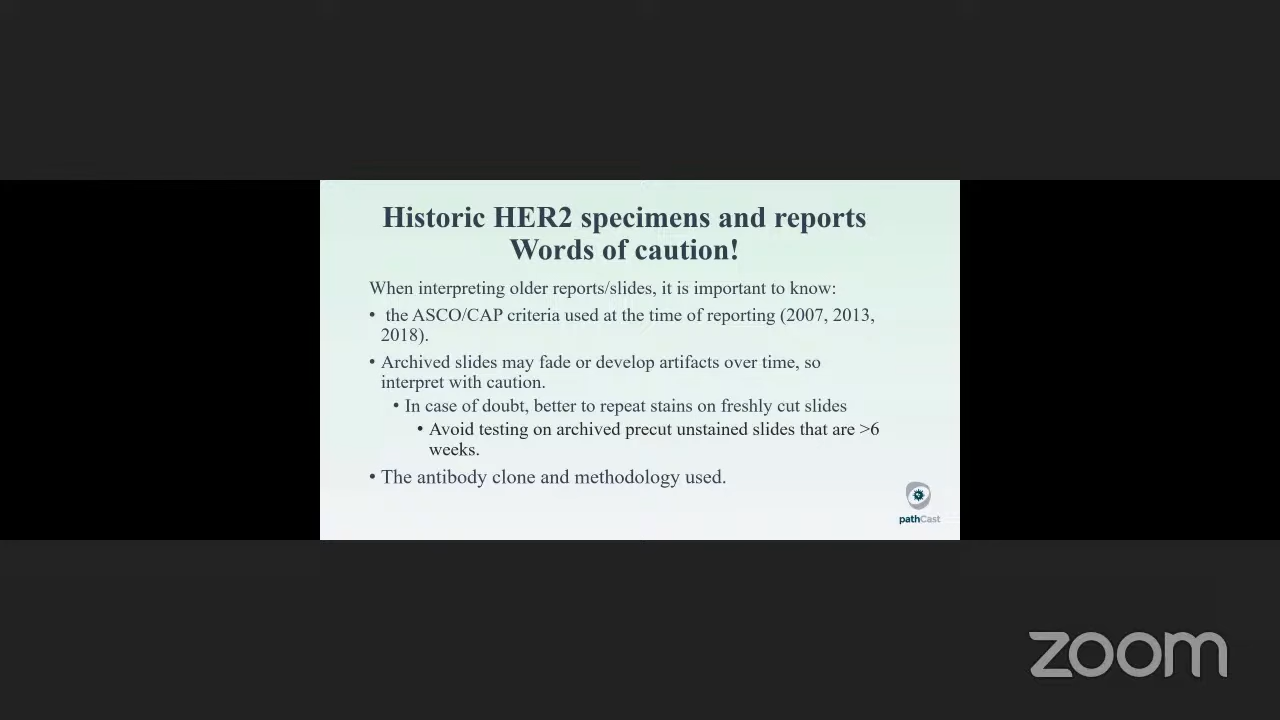 Historic HER2 specimens and reports
Words of caution!
When interpreting older reports/slides, it is important to know:
• the ASCO/CAP criteria used at the time of reporting (2007, 2013,
2018).
• Archived slides may fade or develop artifacts over time, so
interpret with caution.
• In case of doubt, better to repeat stains on freshly cut slides
• Avoid testing on archived precut unstained slides that are >6
weeks.
• The antibody clone and methodology used.
pathCast
zoom